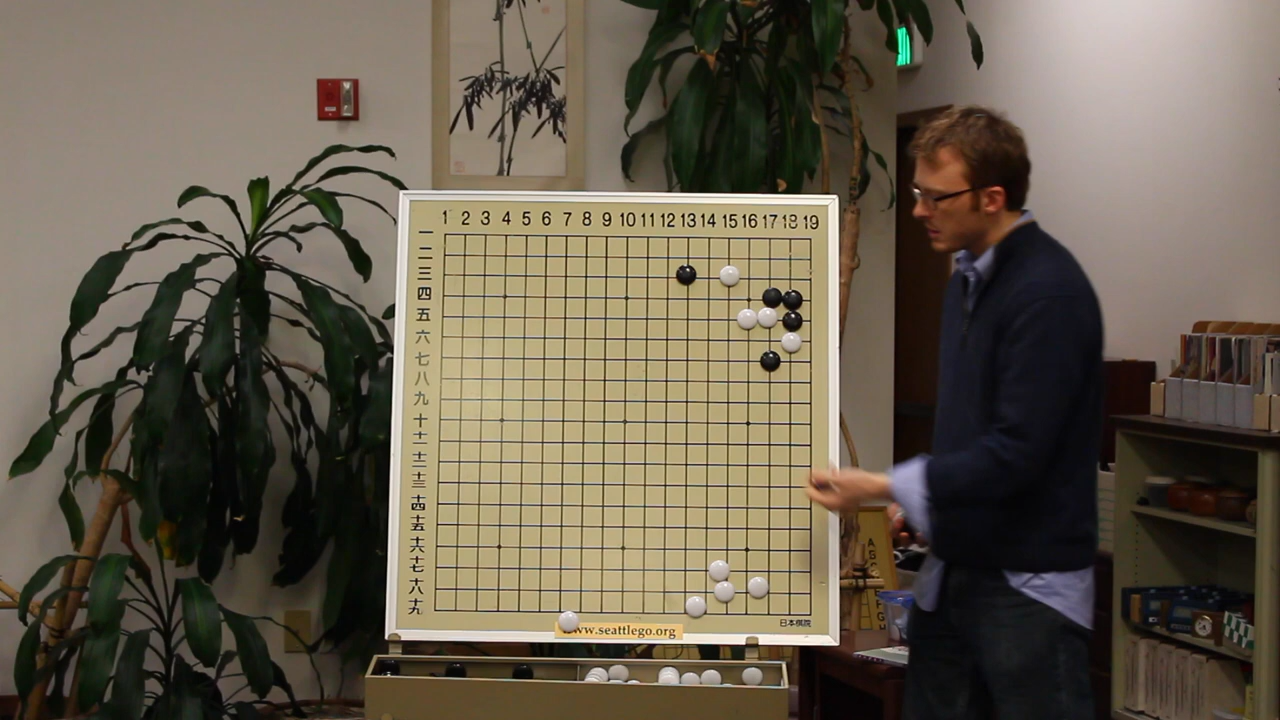 1 2 3 4 5 6 7 8 9 10 11 12 13 14 15 16 17 18 19
一
二
三
四
五
六
七
八
九
十
十一
十二
十三
十四
十五
十六
十七
十八
十九
日本棋院
www.seattlego.org